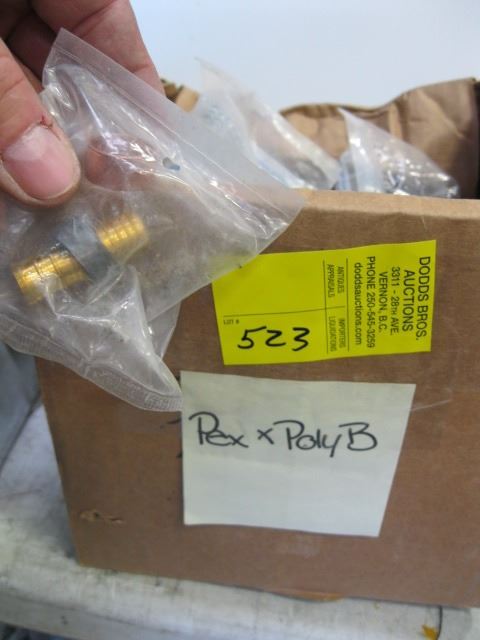 DODDS BROS.
AUCTIONS
3311 - 28TH AVE.
VERNON, B.C.
PHONE 250-545-3259
doddsauctions.com
ANTIQUES
APPRAISALS
IMPORTERS
LIQUIDATIONS
LOT #
523
Pex x Poly B